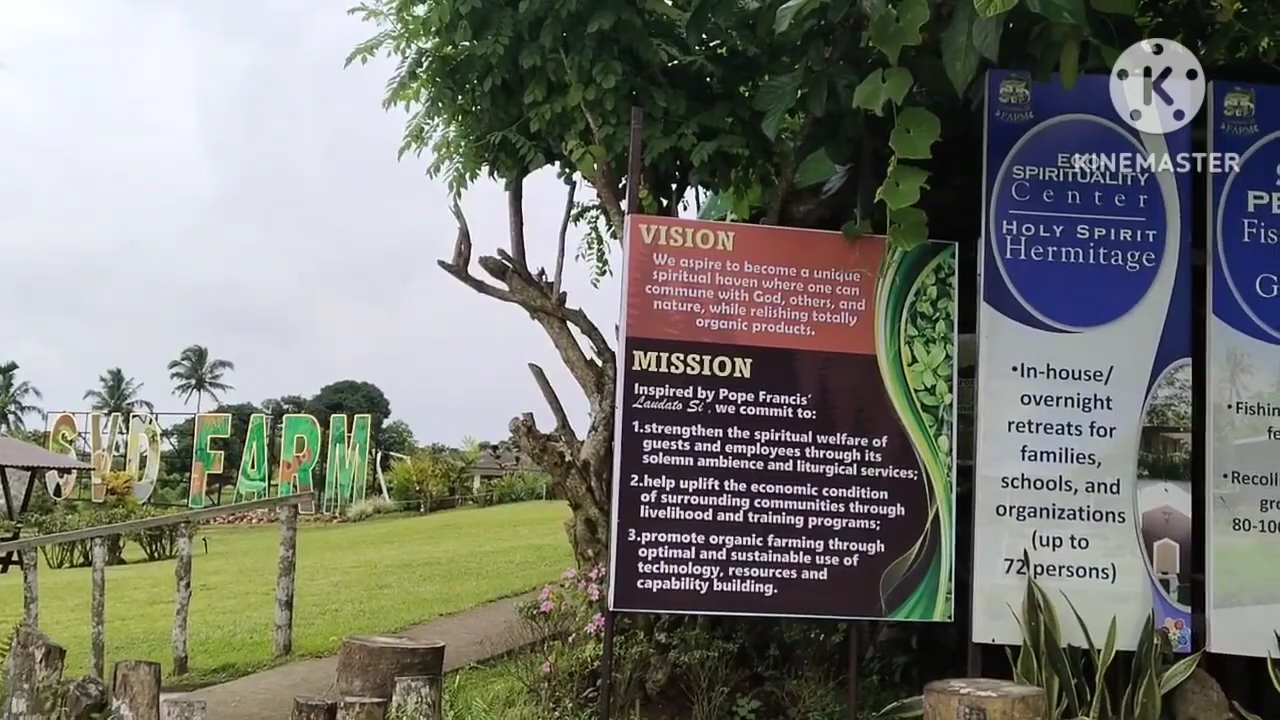 SVD FARM
VISION
We aspire to become a unique
spiritual haven where one can
commune with God, others, and
nature, while relishing totally
organic products.
MISSION
Inspired by Pope Francis'
Laudato Si', we commit to:
1.strengthen the spiritual welfare of
guests and employees through its
solemn ambience and liturgical services;
2.help uplift the economic condition
of surrounding communities through
livelihood and training programs;
3.promote organic farming through
optimal and sustainable use of
technology, resources and
capability building.
FARM
SPIRITUALITY
Center
HOLY SPIRIT
Hermitage
•In-house/
overnight
retreats for
families,
schools, and
organizations
(up to
72 persons)
FARM
•Fishin
•Recoll
80-10
KINEMASTER